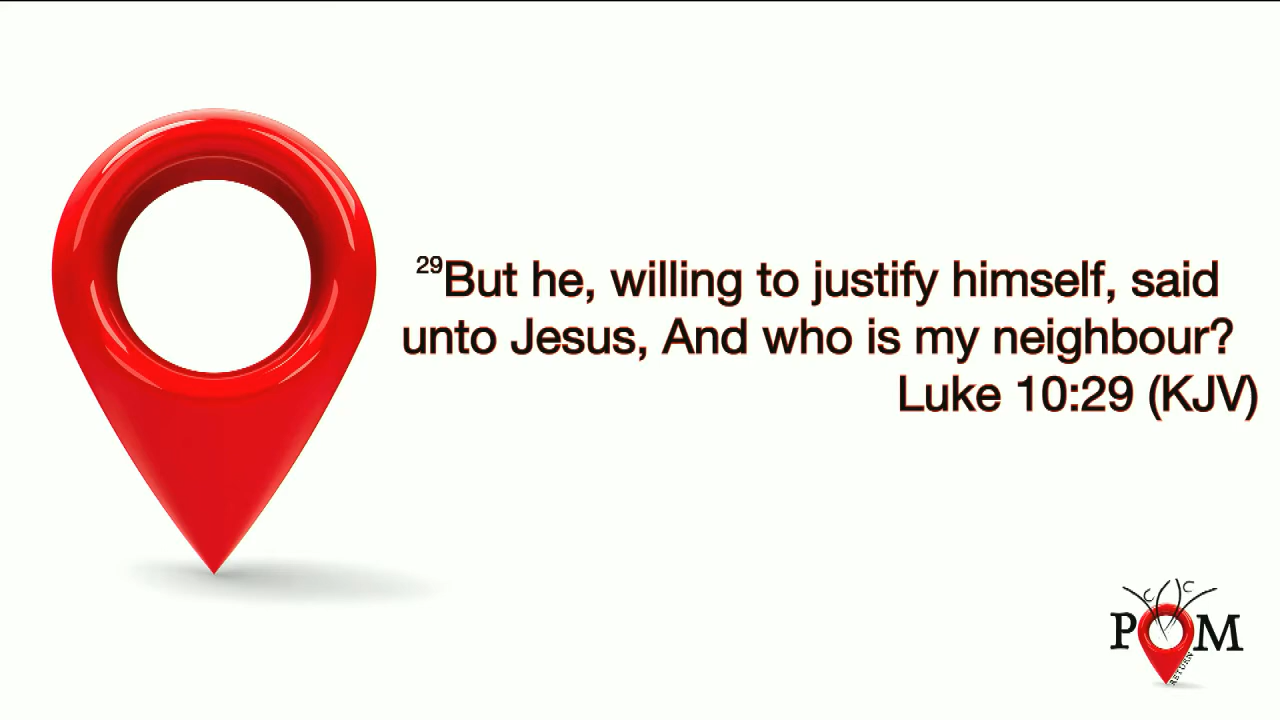 29But he, willing to justify himself, said
unto Jesus, And who is my neighbour?
Luke 10:29 (KJV)
C C
POM
RETURN